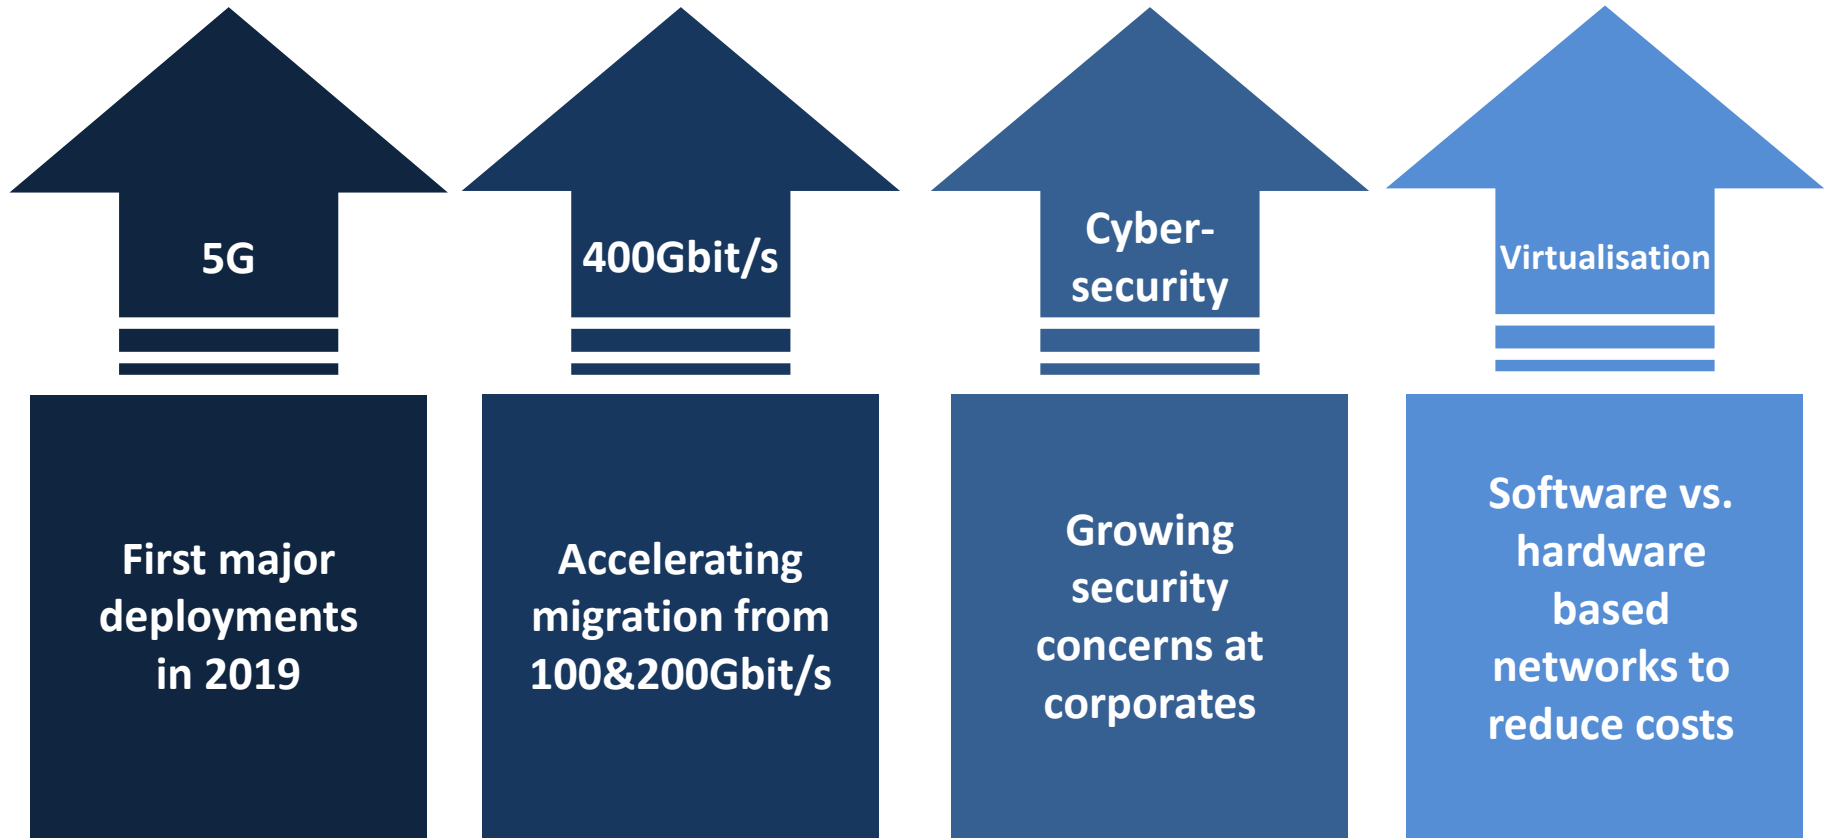 5G
400Gbit/s
Cyber-
security
Virtualisation
First major
deployments
in 2019
Accelerating
migration from
100&200Gbit/s
Growing
security
concerns at
corporates
Software vs.
hardware
based
networks to
reduce costs